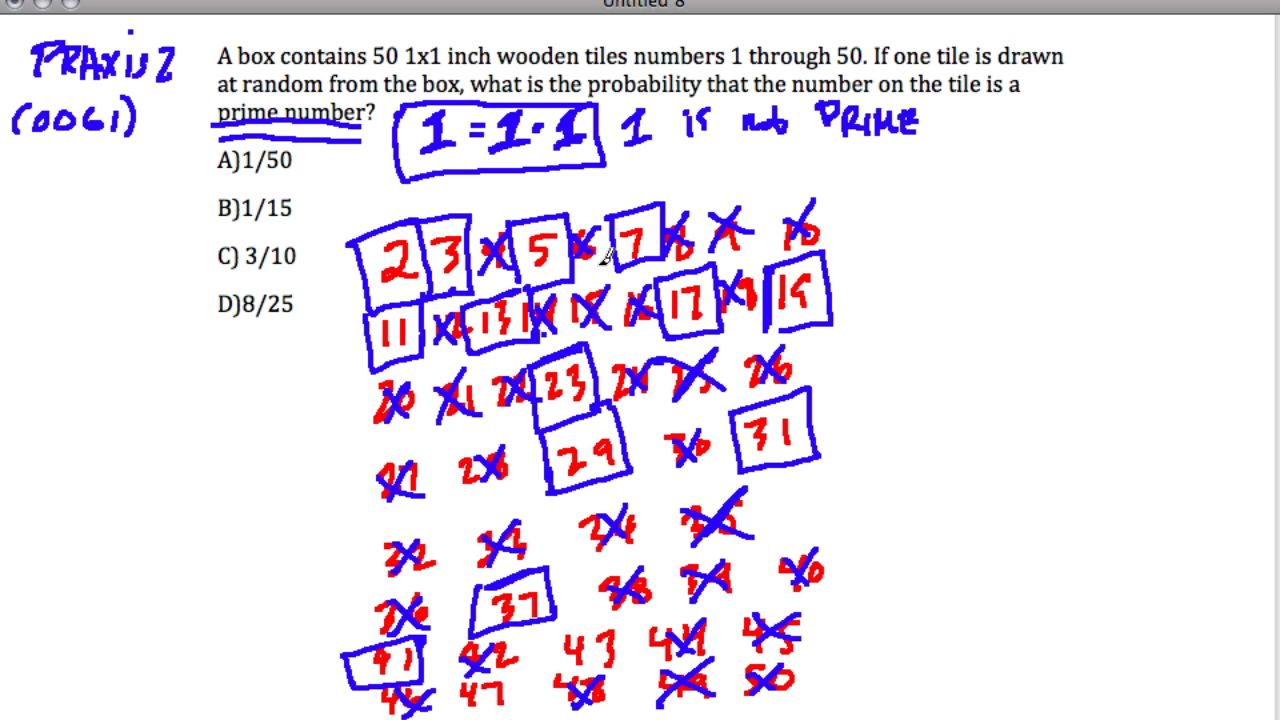 Untitled 8
PRAXIS 2
(0061)
A box contains 50 1x1 inch wooden tiles numbers 1 through 50. If one tile is drawn
at random from the box, what is the probability that the number on the tile is a
prime number?
1 = 1 · 1 1 is not PRIME
A)1/50
B)1/15
C) 3/10
D)8/25
2 3 4 5 6 7 8 9 10
11 12 13 14 15 16 17 18 19
20 21 22 23 24 25 26
27 28 29 30 31
32 33 34 35
36 37 38 39 40
41 42 43 44 45
46 47 48 49 50